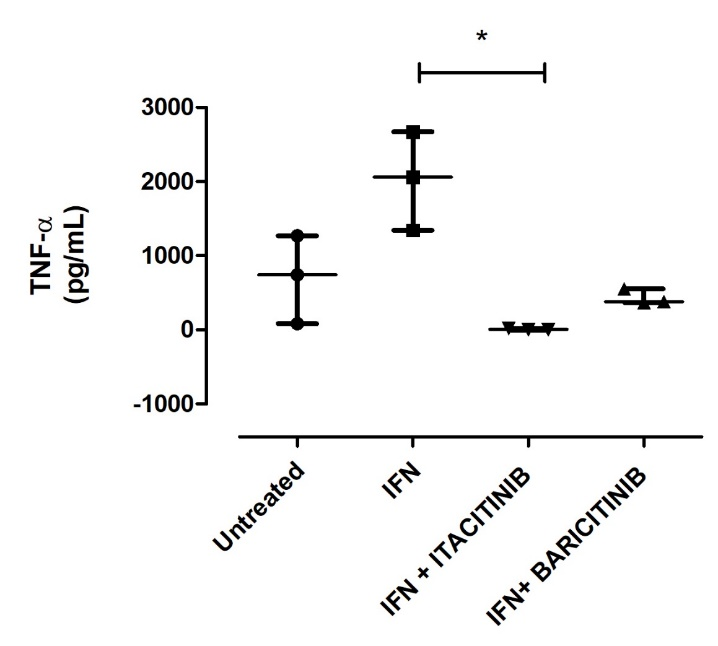 *
3000
2000
1000
0
-1000
TNF-α
(pg/mL)
Untreated
IFN
IFN + ITACITINIB
IFN+ BARICITINIB